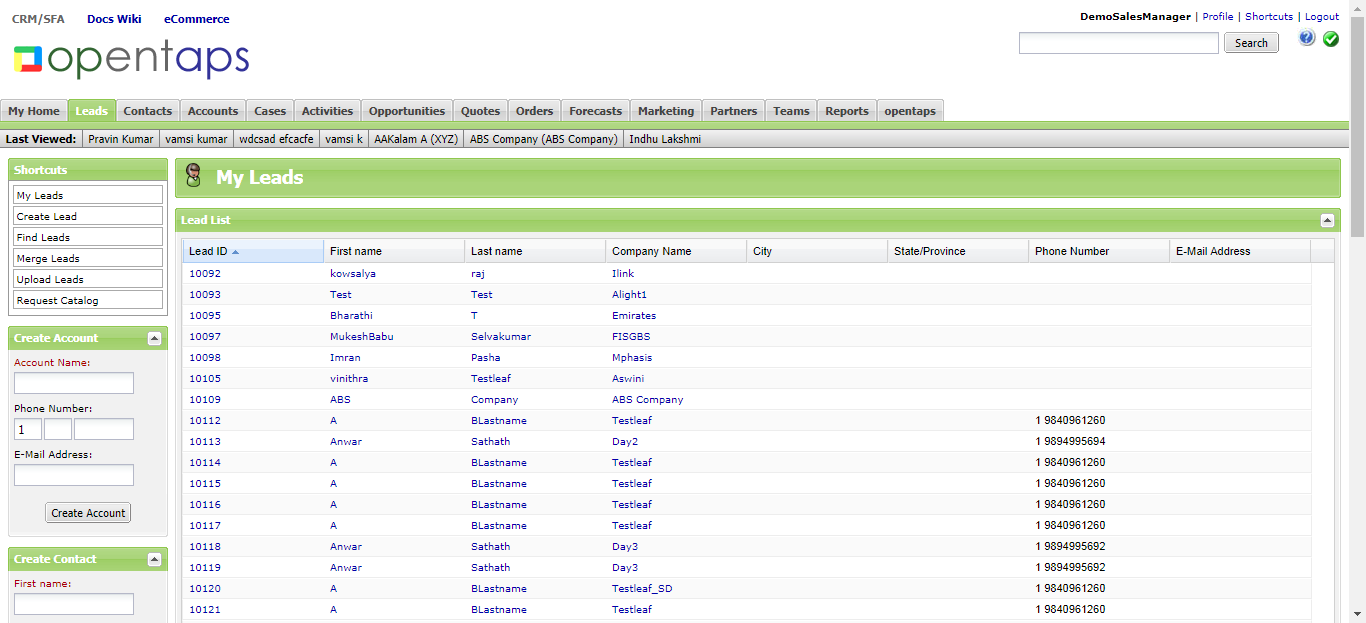 CRM/SFA Docs Wiki eCommerce
DemoSalesManager | Profile | Shortcuts | Logout
opentaps
Search
My Home Leads Contacts Accounts Cases Activities Opportunities Quotes Orders Forecasts Marketing Partners Teams Reports opentaps
Last Viewed: Pravin Kumar vamsi kumar wdcsad efcacfe vamsi k AAKalam A (XYZ) ABS Company (ABS Company) Indhu Lakshmi
Shortcuts
My Leads
Create Lead
Find Leads
Merge Leads
Upload Leads
Request Catalog
Create Account
Account Name:
Phone Number:
1
E-Mail Address:
Create Account
Create Contact
First name:
My Leads
Lead List
Lead ID First name Last name Company Name City State/Province Phone Number E-Mail Address
10092 kowsalya raj Ilink
10093 Test Test Alight1
10095 Bharathi T Emirates
10097 MukeshBabu Selvakumar FISGBS
10098 Imran Pasha Mphasis
10105 vinithra Testleaf Aswini
10109 ABS Company ABS Company
10112 A BLastname Testleaf 1 9840961260
10113 Anwar Sathath Day2 1 9894995694
10114 A BLastname Testleaf 1 9840961260
10115 A BLastname Testleaf 1 9840961260
10116 A BLastname Testleaf 1 9840961260
10117 A BLastname Testleaf 1 9840961260
10118 Anwar Sathath Day3 1 9894995692
10119 Anwar Sathath Day3 1 9894995692
10120 A BLastname Testleaf_SD 1 9840961260
10121 A BLastname Testleaf 1 9840961260